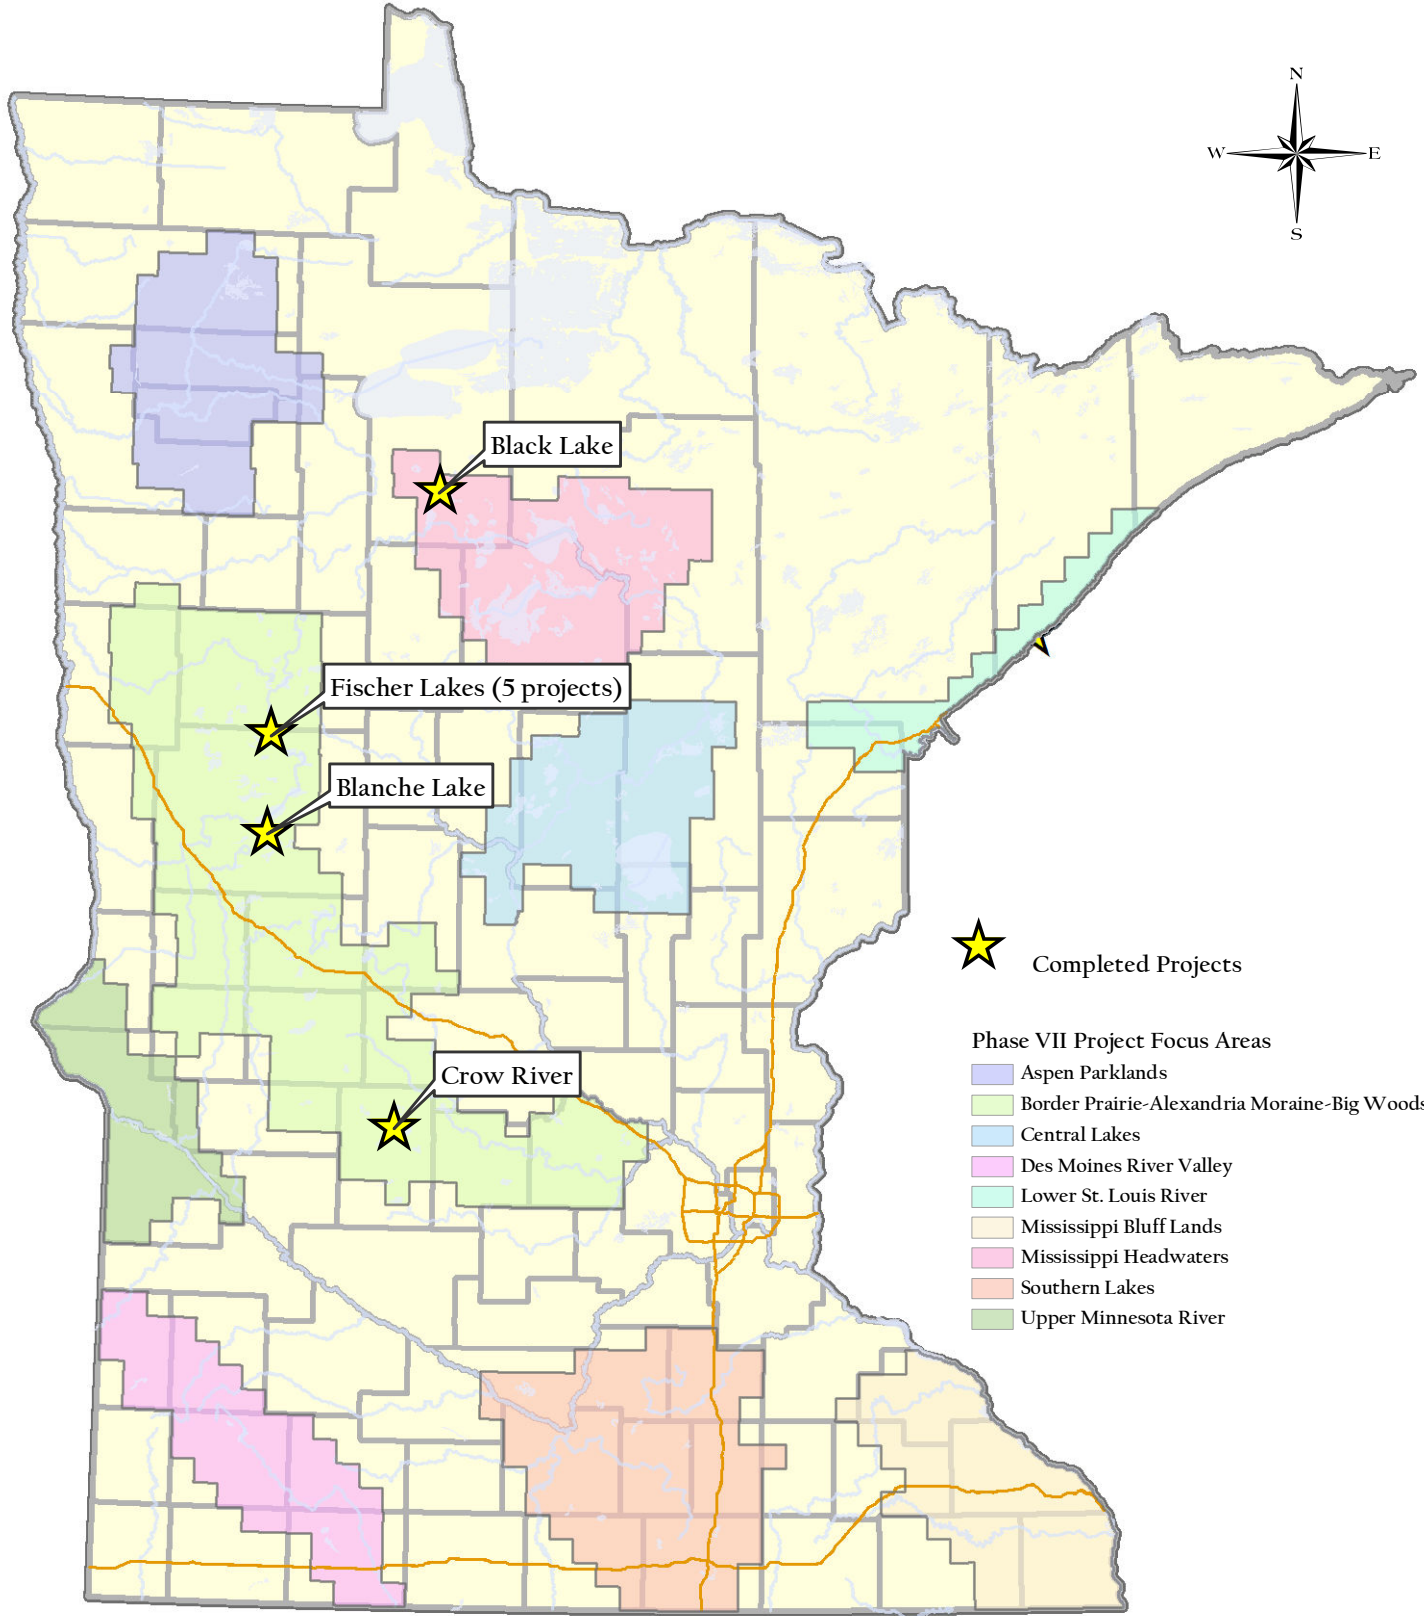 N
W E
S
Black Lake
Fischer Lakes (5 projects)
Blanche Lake
Completed Projects
Phase VII Project Focus Areas
Aspen Parklands
Border Prairie-Alexandria Moraine-Big Woods
Central Lakes
Des Moines River Valley
Lower St. Louis River
Mississippi Bluff Lands
Mississippi Headwaters
Southern Lakes
Upper Minnesota River
Crow River